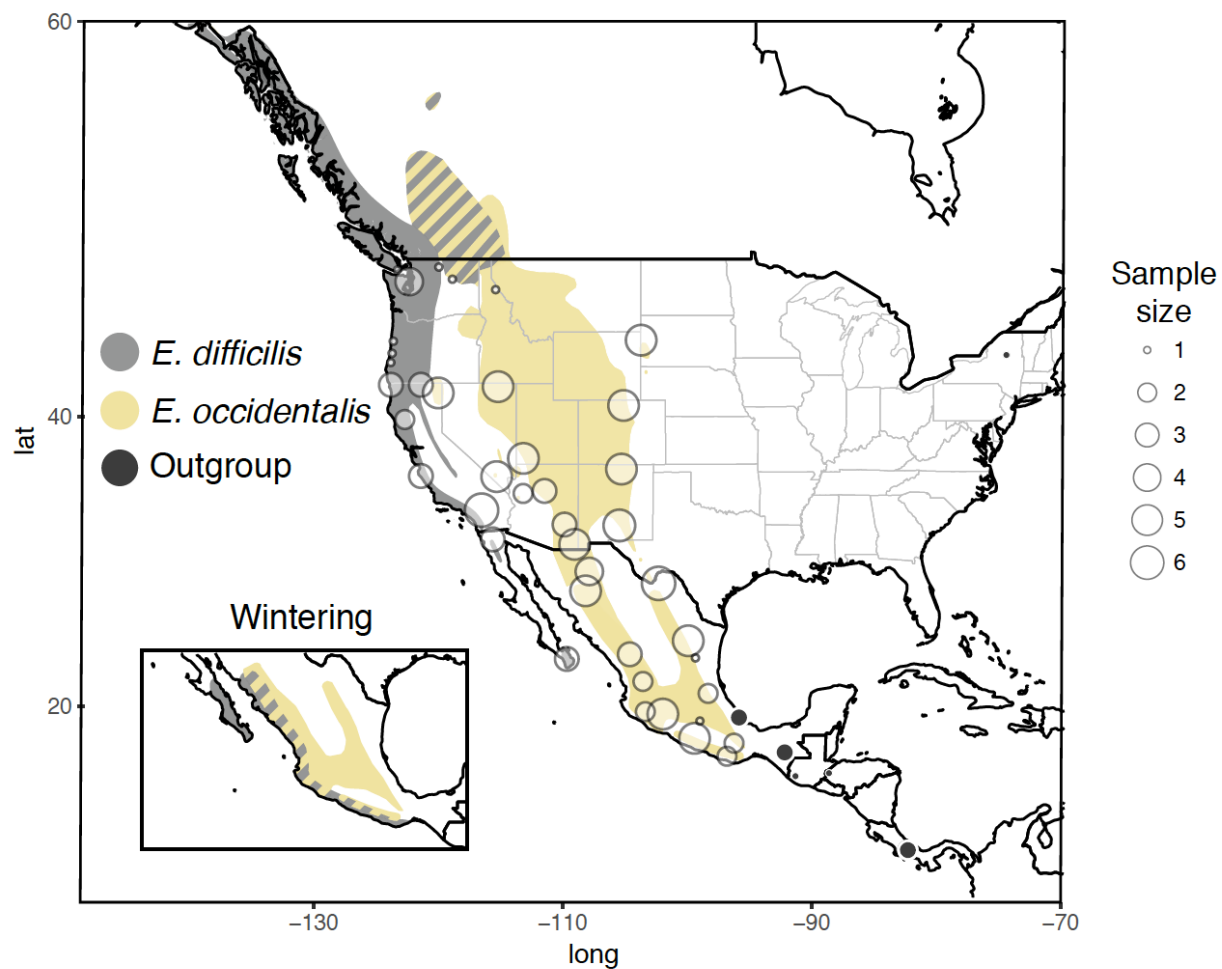 60
40
20
lat
E. difficilis
E. occidentalis
Outgroup
Wintering
−130
−110
−90
−70
long
Sample
size
1
2
3
4
5
6